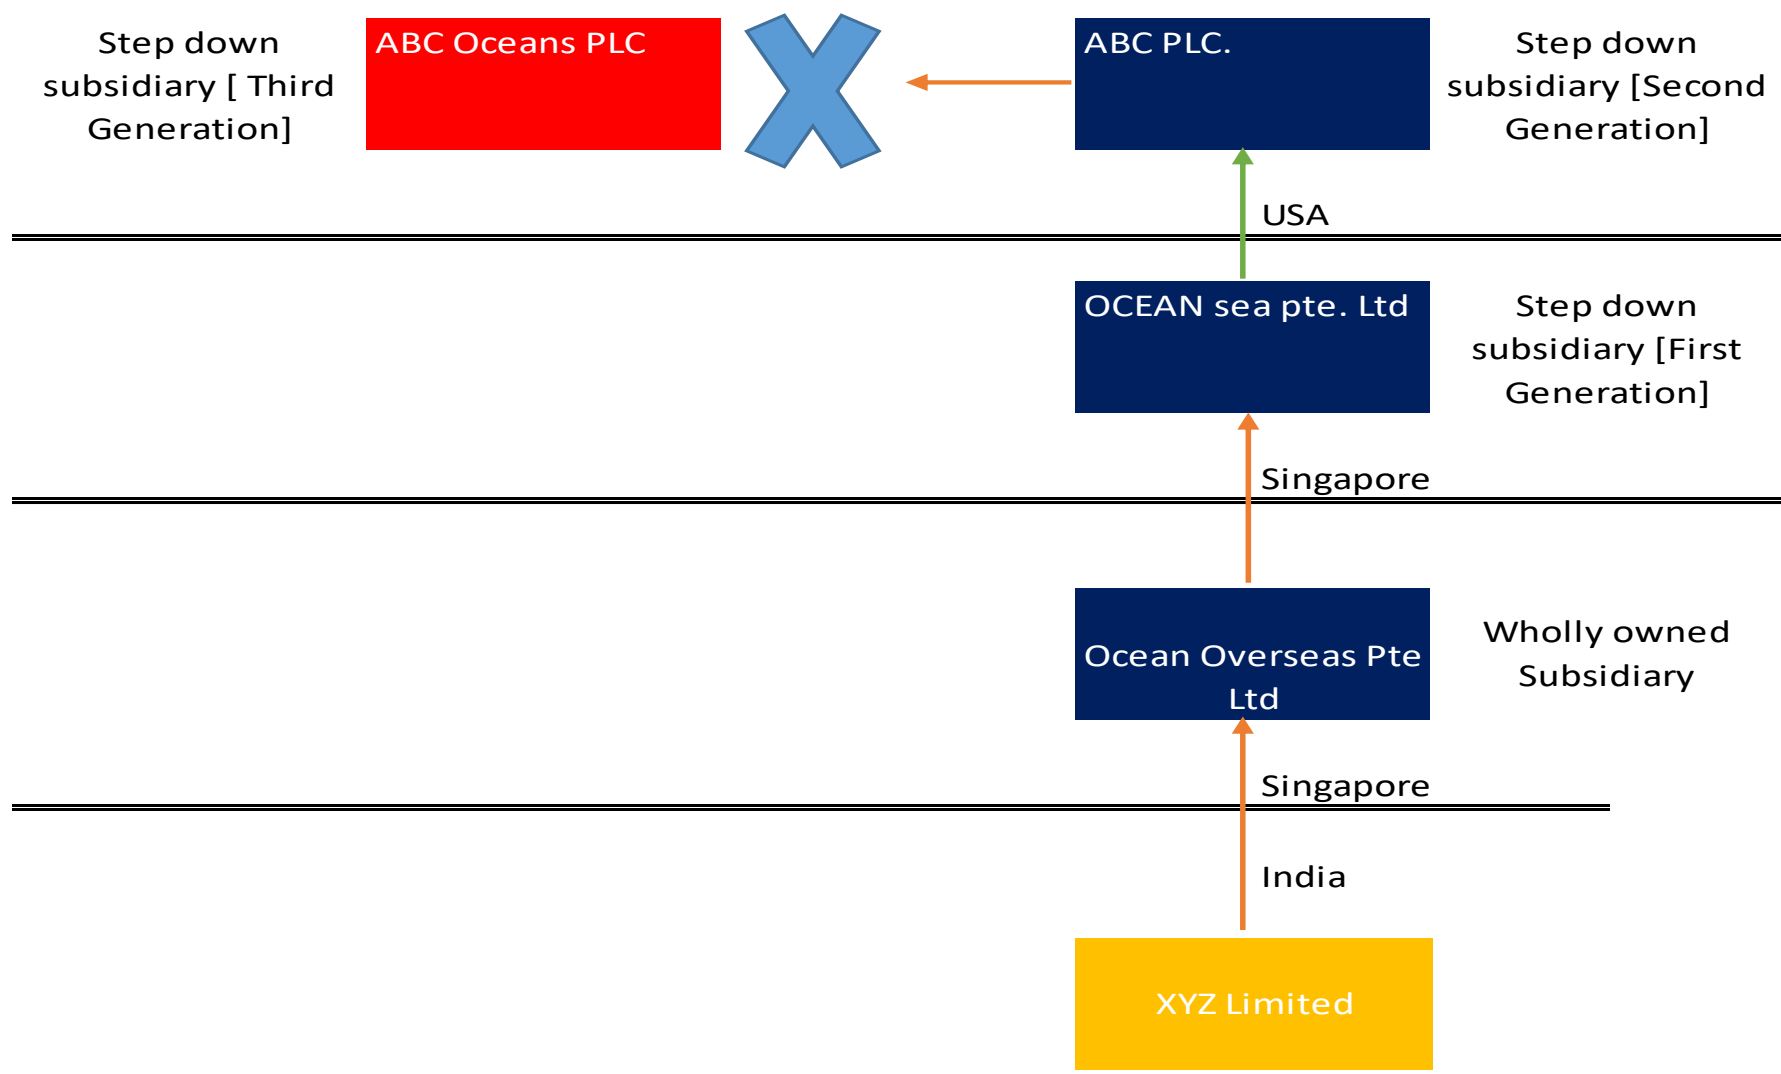 Step down
subsidiary [ Third
Generation]
ABC Oceans PLC
ABC PLC.
Step down
subsidiary [Second
Generation]
USA
OCEAN sea pte. Ltd
Step down
subsidiary [First
Generation]
Singapore
Ocean Overseas Pte
Ltd
Wholly owned
Subsidiary
Singapore
India
XYZ Limited